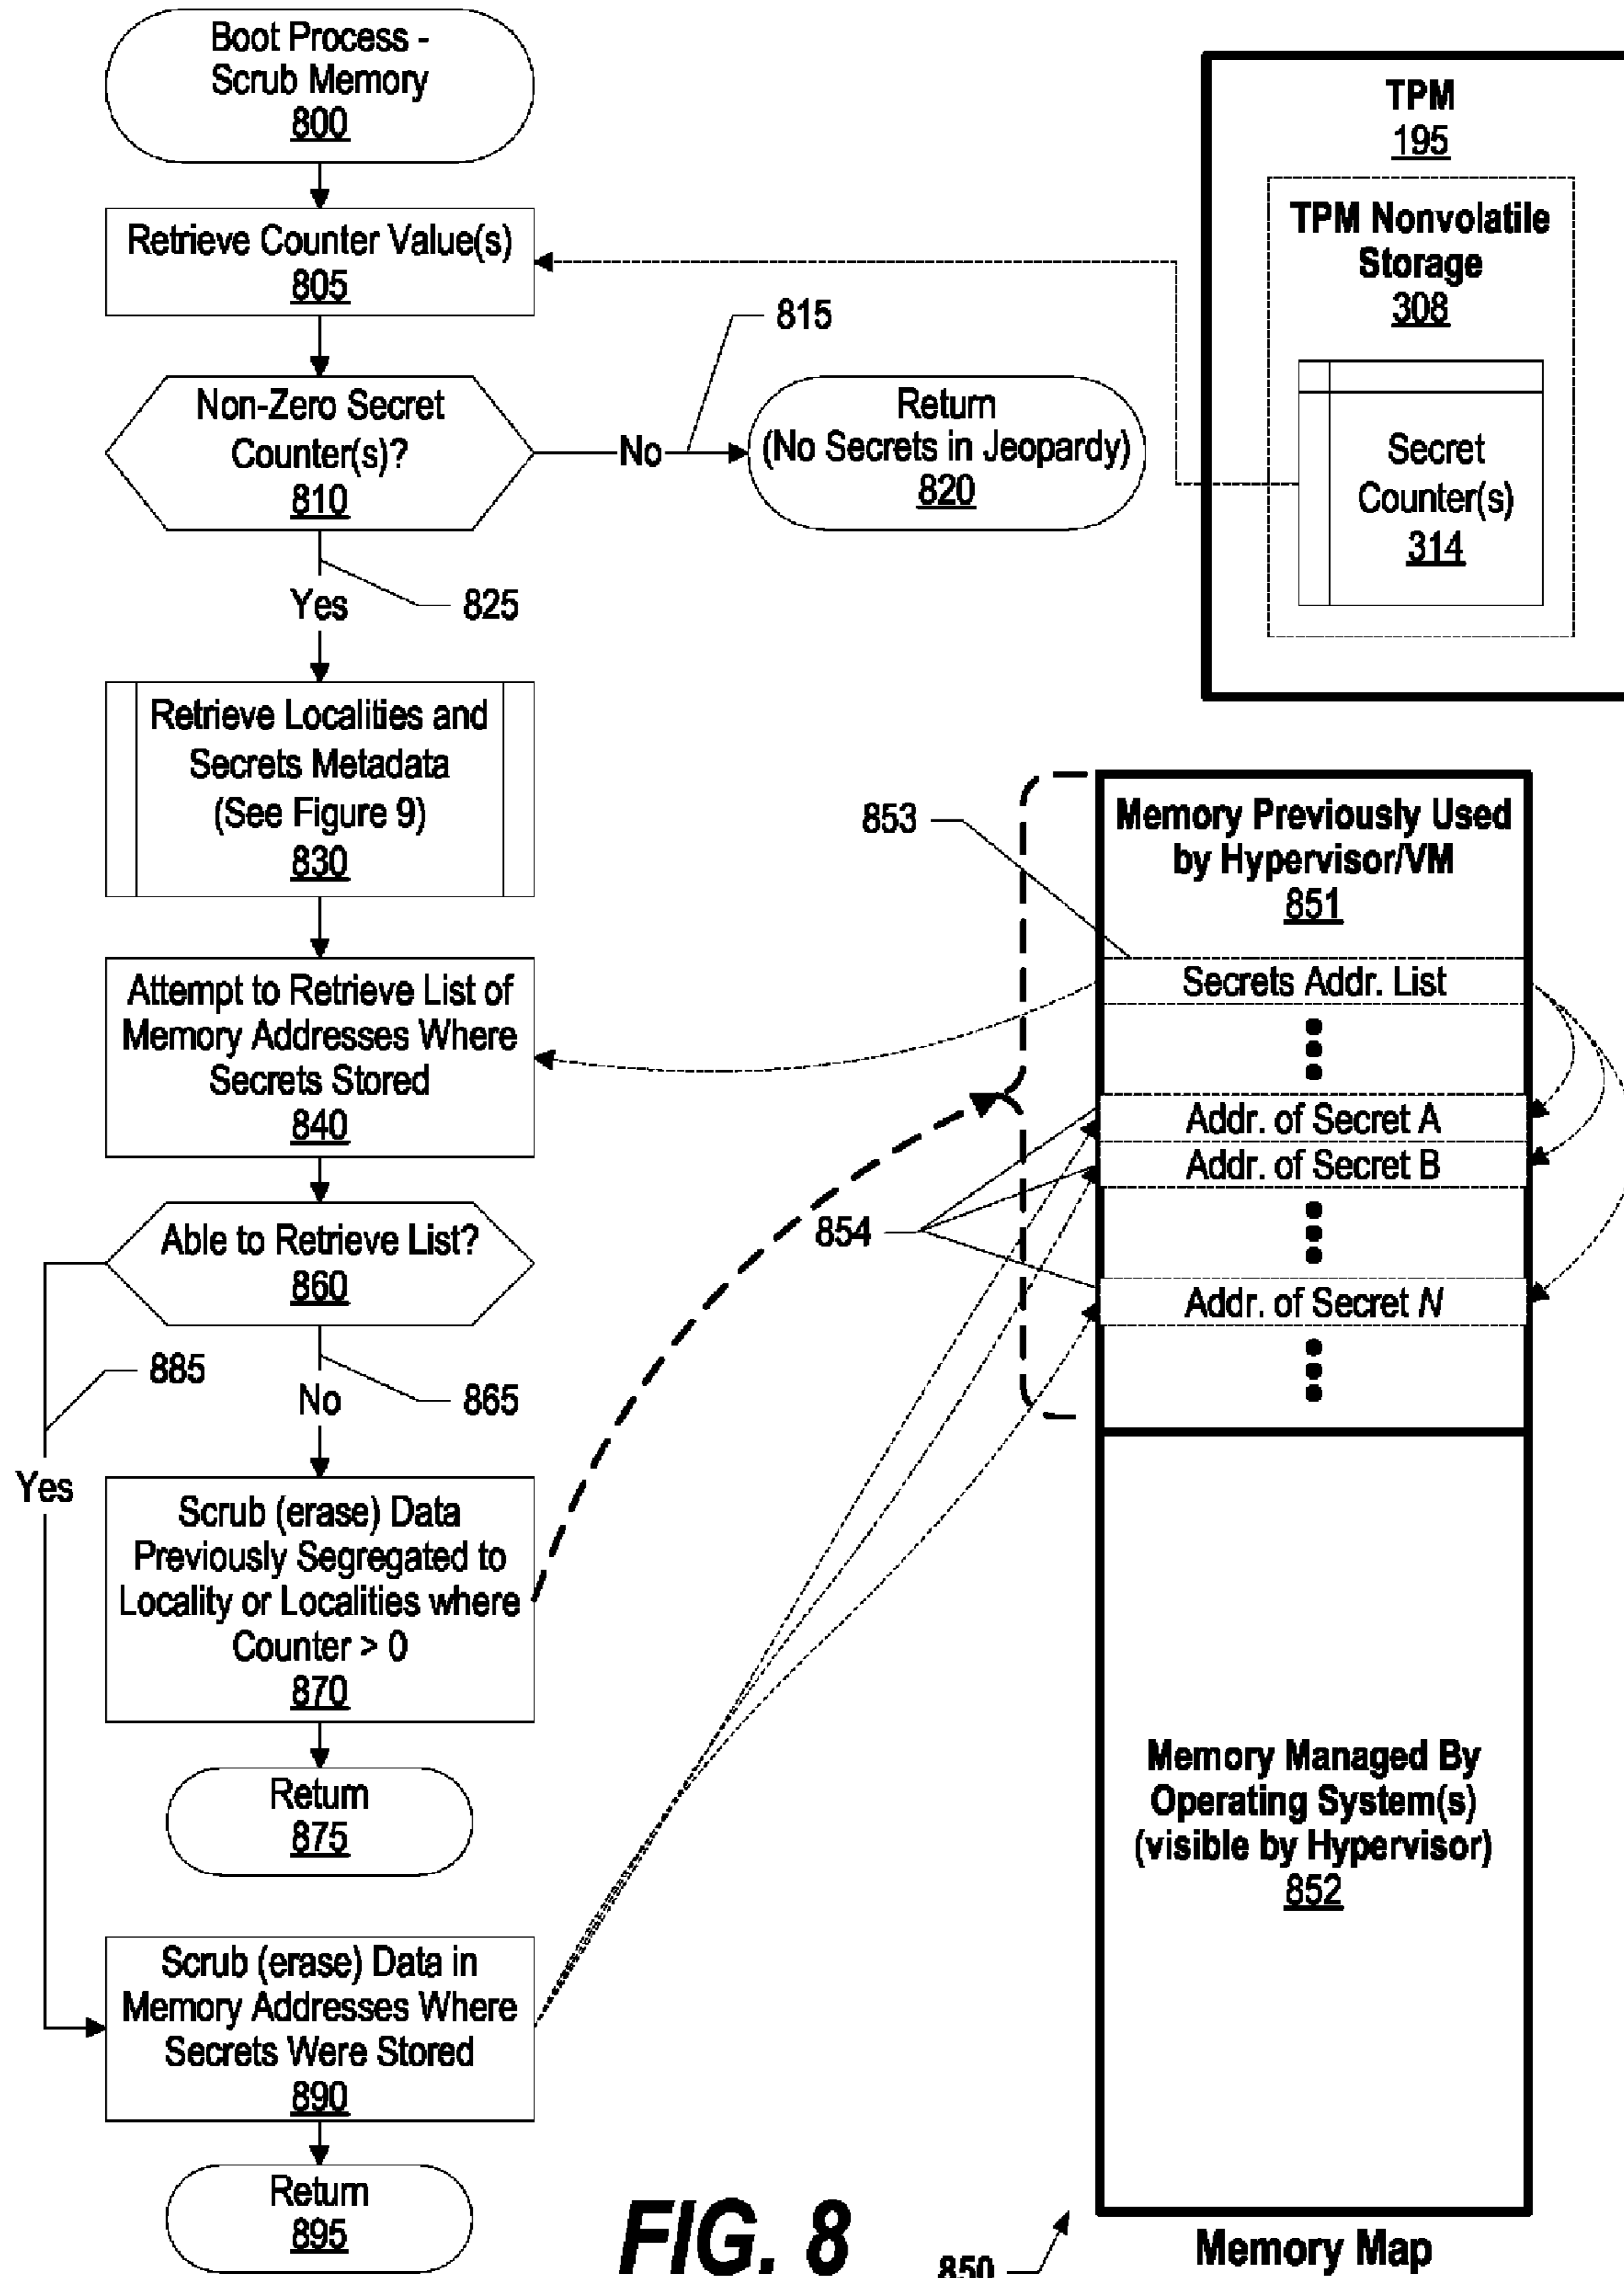 Boot Process -
Scrub Memory
800
Retrieve Counter Value(s)
805
Non-Zero Secret
Counter(s)?
810
No
815
Return
(No Secrets in Jeopardy)
820
Yes
825
Retrieve Localities and
Secrets Metadata
(See Figure 9)
830
Attempt to Retrieve List of
Memory Addresses Where
Secrets Stored
840
Able to Retrieve List?
860
885
No
865
Yes
Scrub (erase) Data
Previously Segregated to
Locality or Localities where
Counter > 0
870
Return
875
Scrub (erase) Data in
Memory Addresses Where
Secrets Were Stored
890
Return
895
TPM
195
TPM Nonvolatile
Storage
308
Secret
Counter(s)
314
853
Memory Previously Used
by Hypervisor/VM
851
Secrets Addr. List
Addr. of Secret A
Addr. of Secret B
854
Addr. of Secret N
Memory Managed By
Operating System(s)
(visible by Hypervisor)
852
FIG. 8
850
Memory Map